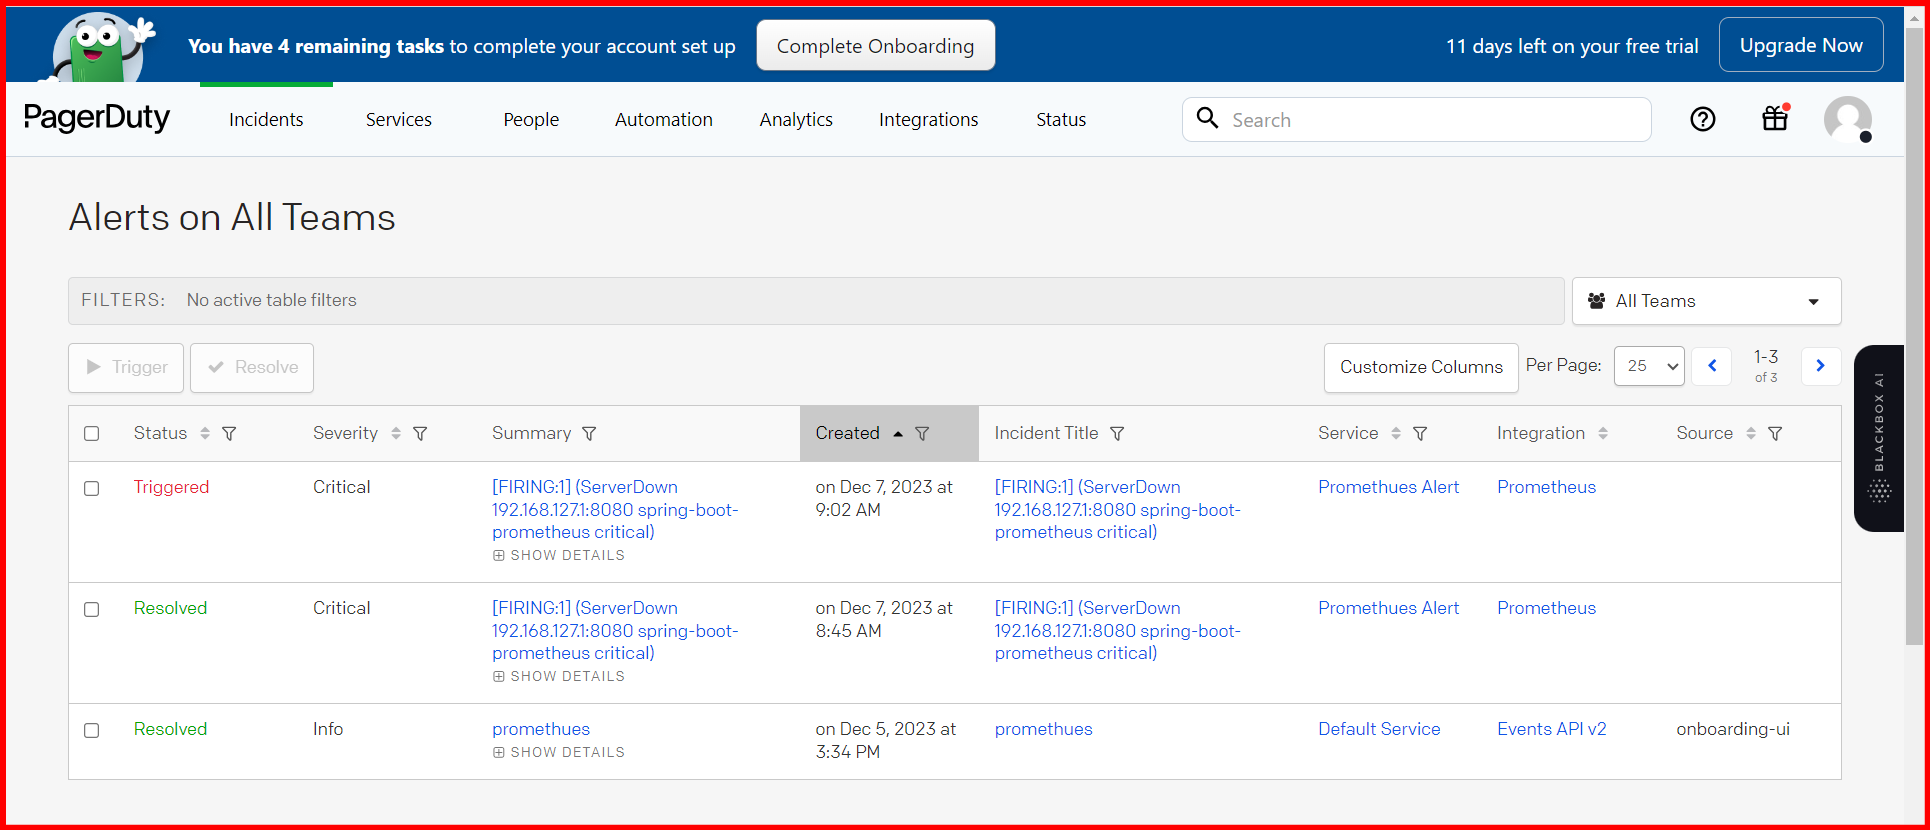 You have 4 remaining tasks to complete your account set up
Complete Onboarding
11 days left on your free trial
Upgrade Now
PagerDuty
Incidents
Services
People
Automation
Analytics
Integrations
Status
Search
Alerts on All Teams
FILTERS: No active table filters
All Teams
Trigger
Resolve
Customize Columns
Per Page: 25
1-3
of 3
BLACKBOX AI
Status Severity Summary Created Incident Title Service Integration Source
Triggered
Critical
[FIRING:1] (ServerDown
192.168.127.1:8080 spring-boot-
prometheus critical)
SHOW DETAILS
on Dec 7, 2023 at
9:02 AM
[FIRING:1] (ServerDown
192.168.127.1:8080 spring-boot-
prometheus critical)
Promethues Alert
Prometheus
Resolved
Critical
[FIRING:1] (ServerDown
192.168.127.1:8080 spring-boot-
prometheus critical)
SHOW DETAILS
on Dec 7, 2023 at
8:45 AM
[FIRING:1] (ServerDown
192.168.127.1:8080 spring-boot-
prometheus critical)
Promethues Alert
Prometheus
Resolved
Info
promethues
SHOW DETAILS
on Dec 5, 2023 at
3:34 PM
promethues
Default Service
Events API v2
onboarding-ui